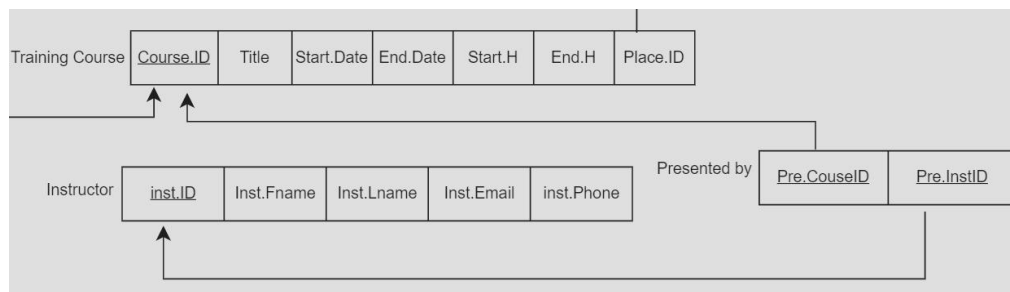 Training Course Course.ID Title Start.Date End.Date Start.H End.H Place.ID
Presented by Pre.CouseID Pre.InstID
Instructor inst.ID Inst.Fname Inst.Lname Inst.Email inst.Phone